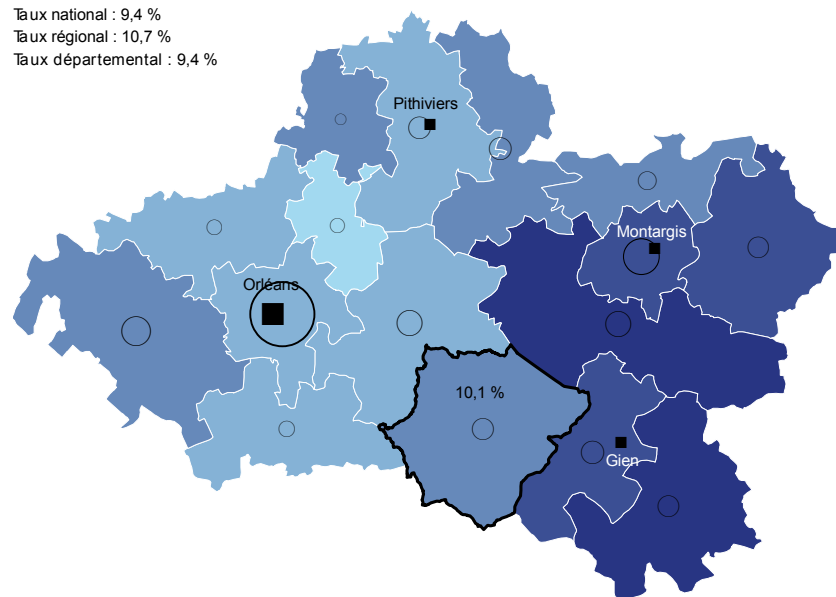 Taux national : 9,4 %
Taux régional : 10,7 %
Taux départemental : 9,4 %
Pithiviers
Montargis
Orléans
10,1 %
Gien